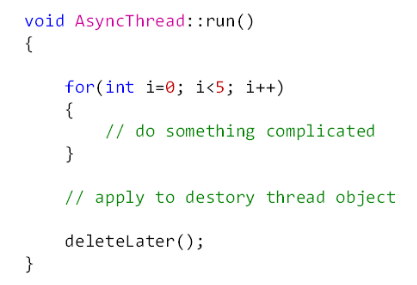 void AsyncThread::run()
{
for(int i=0; i<5; i++)
{
// do something complicated
}
// apply to destory thread object
deleteLater();
}